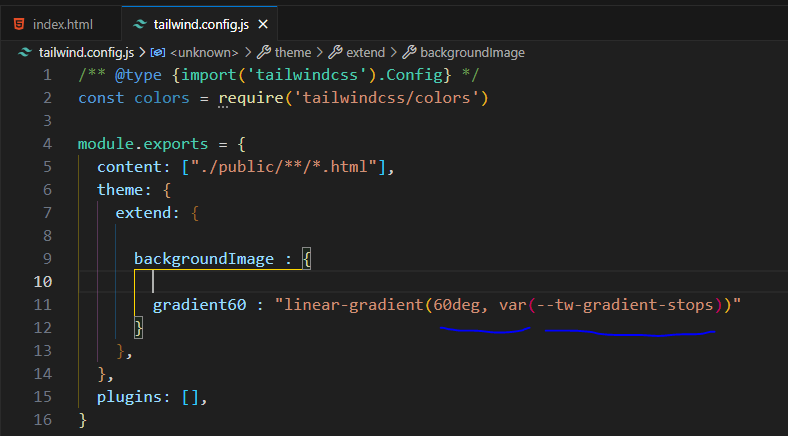 index.html tailwind.config.js ×
tailwind.config.js > <unknown> > theme > extend > backgroundImage
1 /** @type {import('tailwindcss').Config} */
2 const colors = require('tailwindcss/colors')
3
4 module.exports = {
5 content: ["./public/**/*.html"],
6 theme: {
7 extend: {
8
9 backgroundImage : {
10
11 gradient60 : "linear-gradient(60deg, var(--tw-gradient-stops))"
12 }
13 },
14 },
15 plugins: [],
16 }